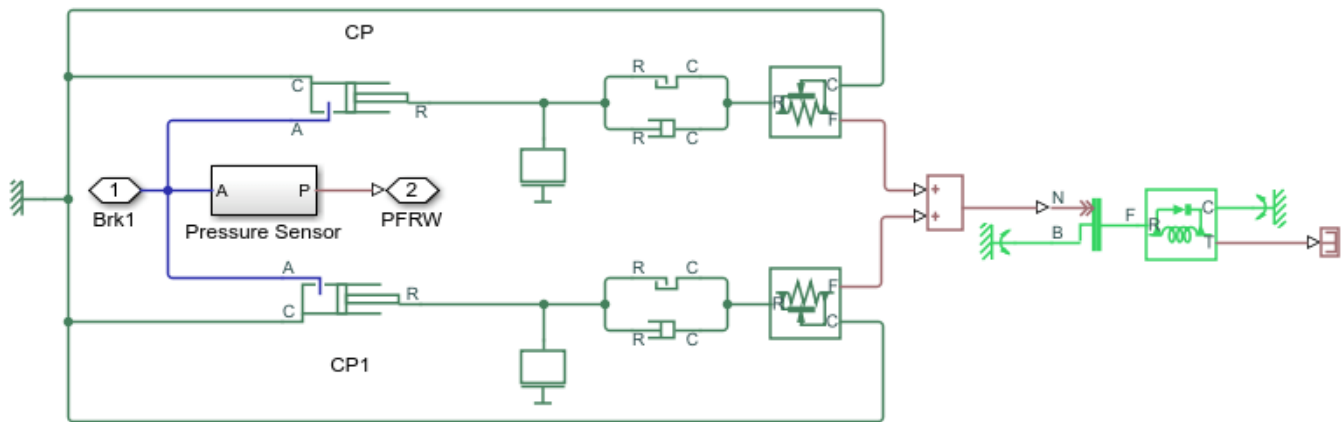 CP
R C
C
R
A
R C
R C F
1
Brk1
A P
Pressure Sensor
2
PFRW
+
+
N
B
F
R C T
A
C
R
R C
R C
R F C
CP1